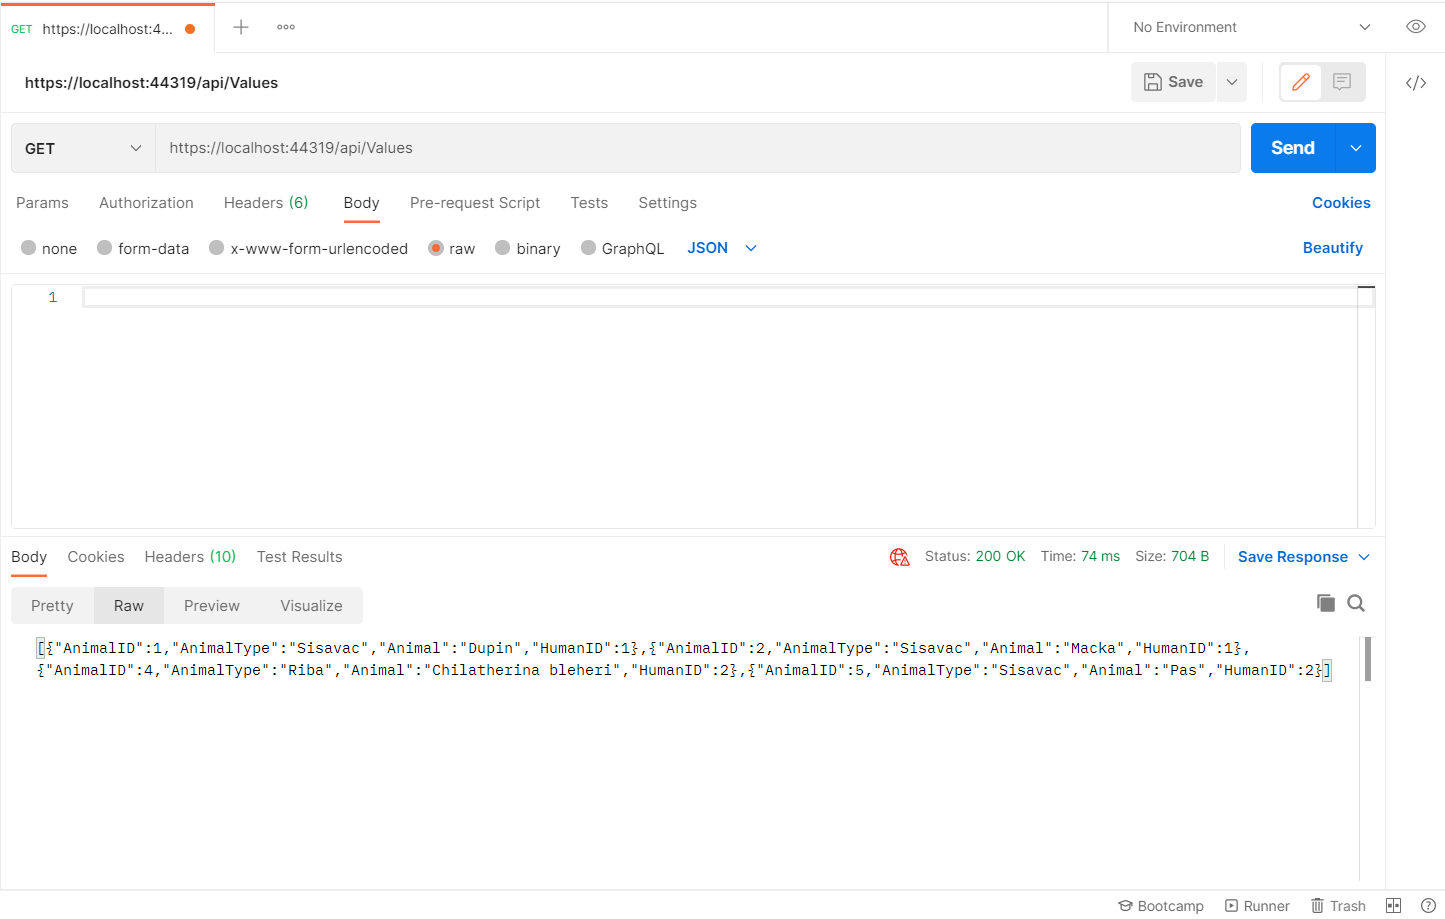 GET https://localhost:4... No Environment
https://localhost:44319/api/Values Save
GET https://localhost:44319/api/Values Send
Params Authorization Headers (6) Body Pre-request Script Tests Settings Cookies
none form-data x-www-form-urlencoded raw binary GraphQL JSON Beautify
1
Body Cookies Headers (10) Test Results Status: 200 OK Time: 74 ms Size: 704 B Save Response
Pretty Raw Preview Visualize
[{"AnimalID":1,"AnimalType":"Sisavac","Animal":"Dupin","HumanID":1},{"AnimalID":2,"AnimalType":"Sisavac","Animal":"Macka","HumanID":1},
{"AnimalID":4,"AnimalType":"Riba","Animal":"Chilatherina bleheri","HumanID":2},{"AnimalID":5,"AnimalType":"Sisavac","Animal":"Pas","HumanID":2}]
Bootcamp Runner Trash